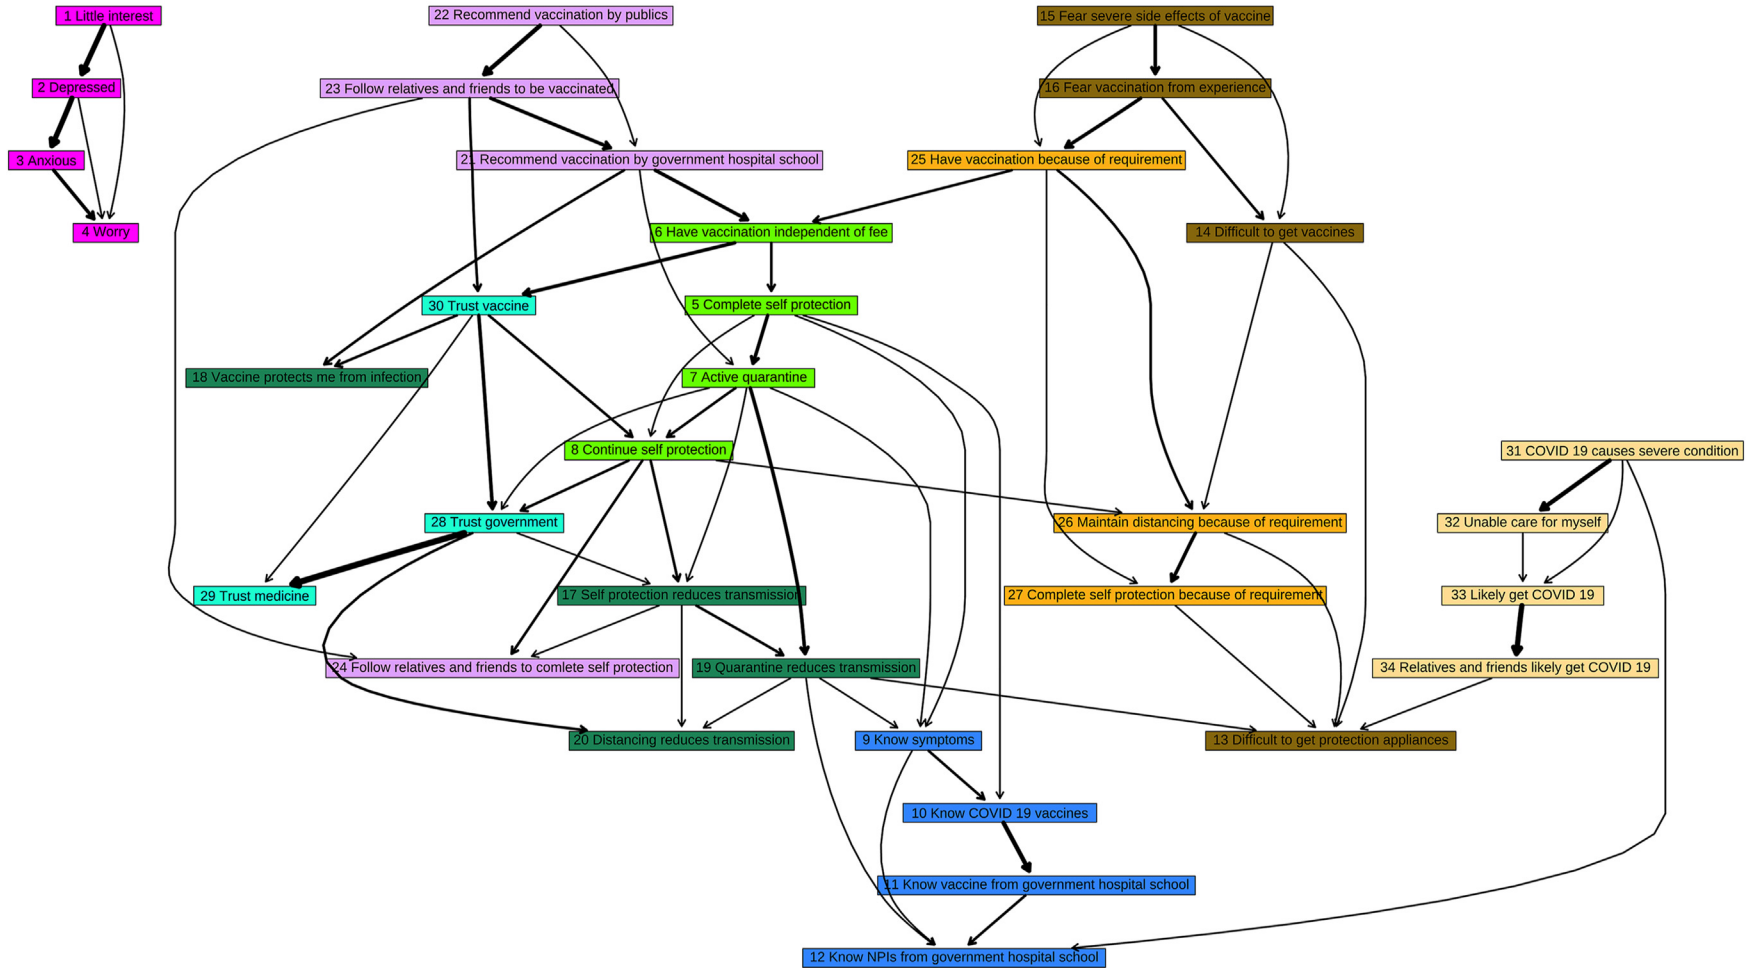 1 Little interest
22 Recommend vaccination by publics
15 Fear severe side effects of vaccine
2 Depressed
23 Follow relatives and friends to be vaccinated
16 Fear vaccination from experience
3 Anxious
21 Recommend vaccination by government hospital school
25 Have vaccination because of requirement
4 Worry
6 Have vaccination independent of fee
14 Difficult to get vaccines
30 Trust vaccine
5 Complete self protection
18 Vaccine protects me from infection
7 Active quarantine
8 Continue self protection
31 COVID 19 causes severe condition
28 Trust government
26 Maintain distancing because of requirement
32 Unable care for myself
29 Trust medicine
17 Self protection reduces transmission
27 Complete self protection because of requirement
33 Likely get COVID 19
24 Follow relatives and friends to comlete self protection
19 Quarantine reduces transmission
34 Relatives and friends likely get COVID 19
20 Distancing reduces transmission
9 Know symptoms
13 Difficult to get protection appliances
10 Know COVID 19 vaccines
11 Know vaccine from government hospital school
12 Know NPIs from government hospital school